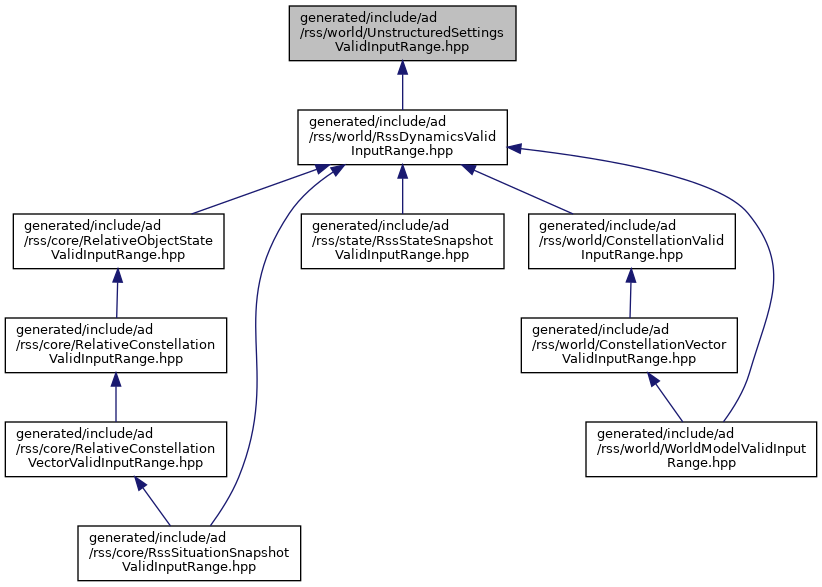 generated/include/ad
/rss/world/UnstructuredSettings
ValidInputRange.hpp
generated/include/ad
/rss/world/RssDynamicsValid
InputRange.hpp
generated/include/ad
/rss/core/RelativeObjectState
ValidInputRange.hpp
generated/include/ad
/rss/state/RssStateSnapshot
ValidInputRange.hpp
generated/include/ad
/rss/world/ConstellationValid
InputRange.hpp
generated/include/ad
/rss/core/RelativeConstellation
ValidInputRange.hpp
generated/include/ad
/rss/world/ConstellationVector
ValidInputRange.hpp
generated/include/ad
/rss/core/RelativeConstellation
VectorValidInputRange.hpp
generated/include/ad
/rss/world/WorldModelValidInput
Range.hpp
generated/include/ad
/rss/core/RssSituationSnapshot
ValidInputRange.hpp